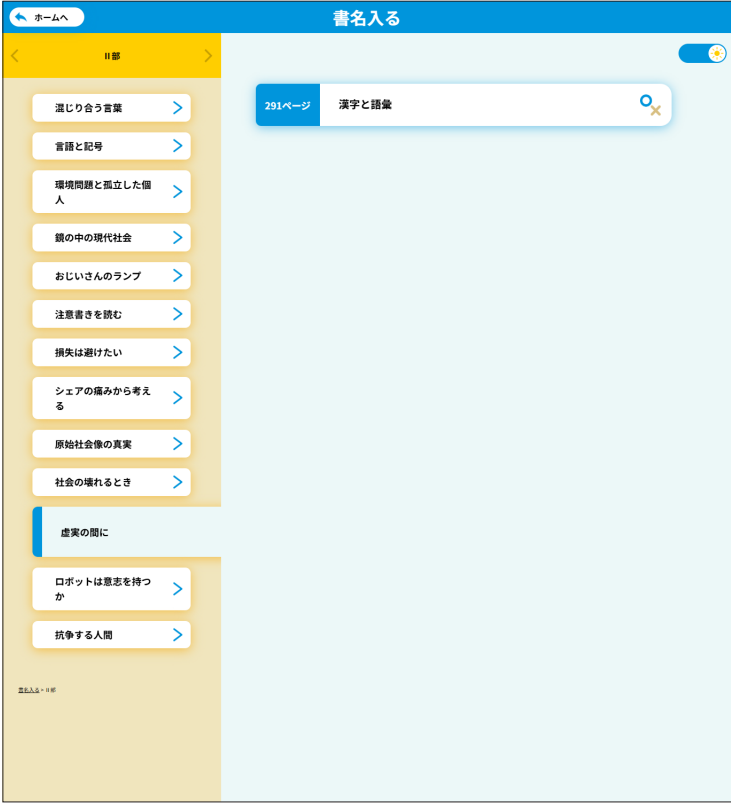 ホームへ
書名入る
II部
混じり合う言葉
言語と記号
環境問題と孤立した個
人
鏡の中の現代社会
おじいさんのランプ
注意書きを読む
損失は避けたい
シェアの痛みから考え
る
原始社会像の真実
社会の壊れるとき
虚実の間に
ロボットは意志を持つ
か
抗争する人間
書名入る > II部
291ページ
漢字と語彙